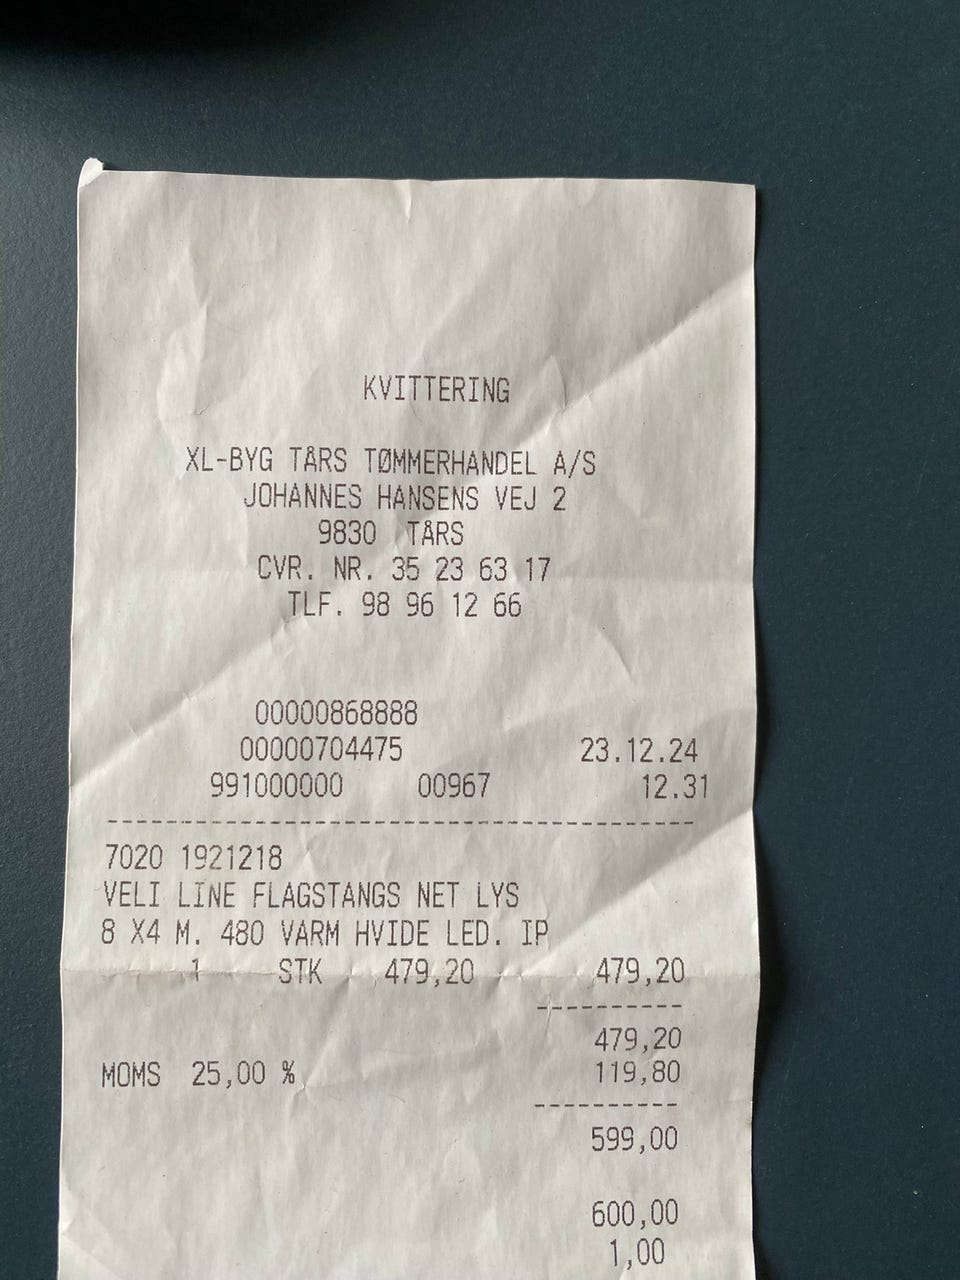 KVITTERING
XL-BYG TÅRS TØMMERHANDEL A/S
JOHANNES HANSENS VEJ 2
9830 TÅRS
CVR. NR. 35 23 63 17
TLF. 98 96 12 66
00000868888
00000704475 23.12.24
991000000 00967 12.31
----------------------------------------
7020 1921218
VELI LINE FLAGSTANGS NET LYS
8 X4 M. 480 VARM HVIDE LED. IP
1 STK 479,20 479,20
----------
479,20
MOMS 25,00 % 119,80
----------
599,00
600,00
1,00